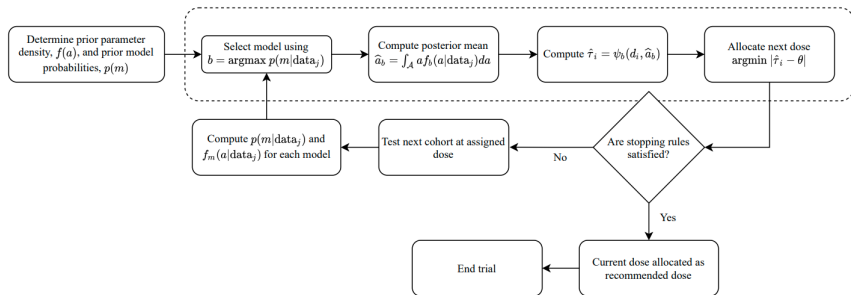 Determine prior parameter
density, f(a), and prior model
probabilities, p(m)
Select model using
b = argmax p(m|data_j)
Compute posterior mean
â_b = ∫_𝒜 a f_b(a|data_j)da
Compute τ̂_i = ψ_b(d_i, â_b)
Allocate next dose
argmin |τ̂_i − θ|
Are stopping rules
satisfied?
No
Test next cohort at assigned
dose
Compute p(m|data_j) and
f_m(a|data_j) for each model
Yes
Current dose allocated as
recommended dose
End trial